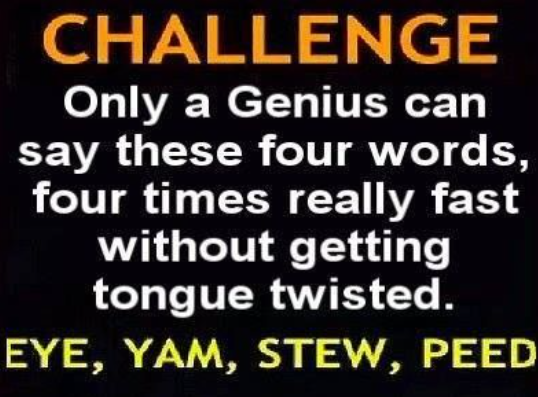 CHALLENGE
Only a Genius can
say these four words,
four times really fast
without getting
tongue twisted.
EYE, YAM, STEW, PEED